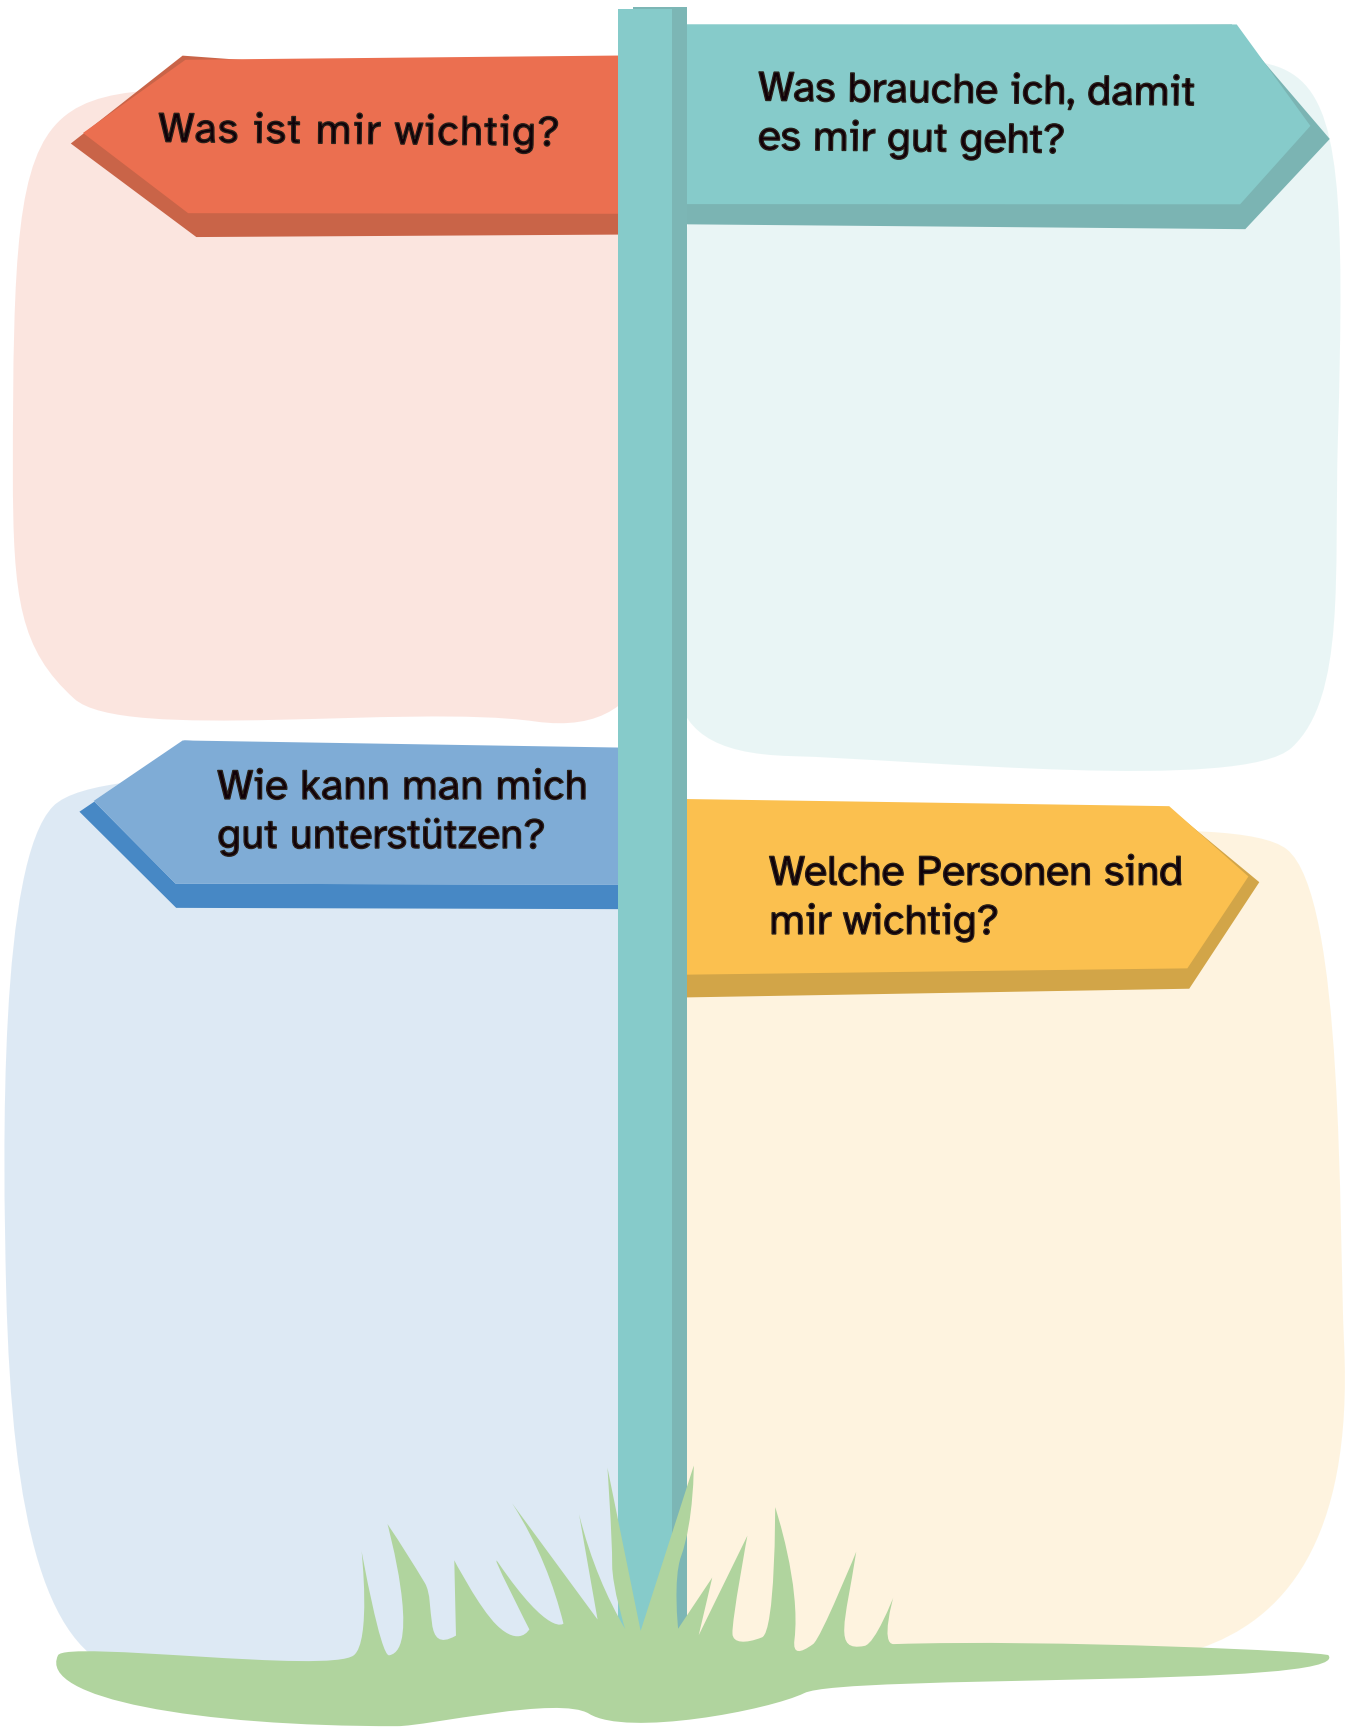 Was ist mir wichtig?
Was brauche ich, damit
es mir gut geht?
Wie kann man mich
gut unterstützen?
Welche Personen sind
mir wichtig?